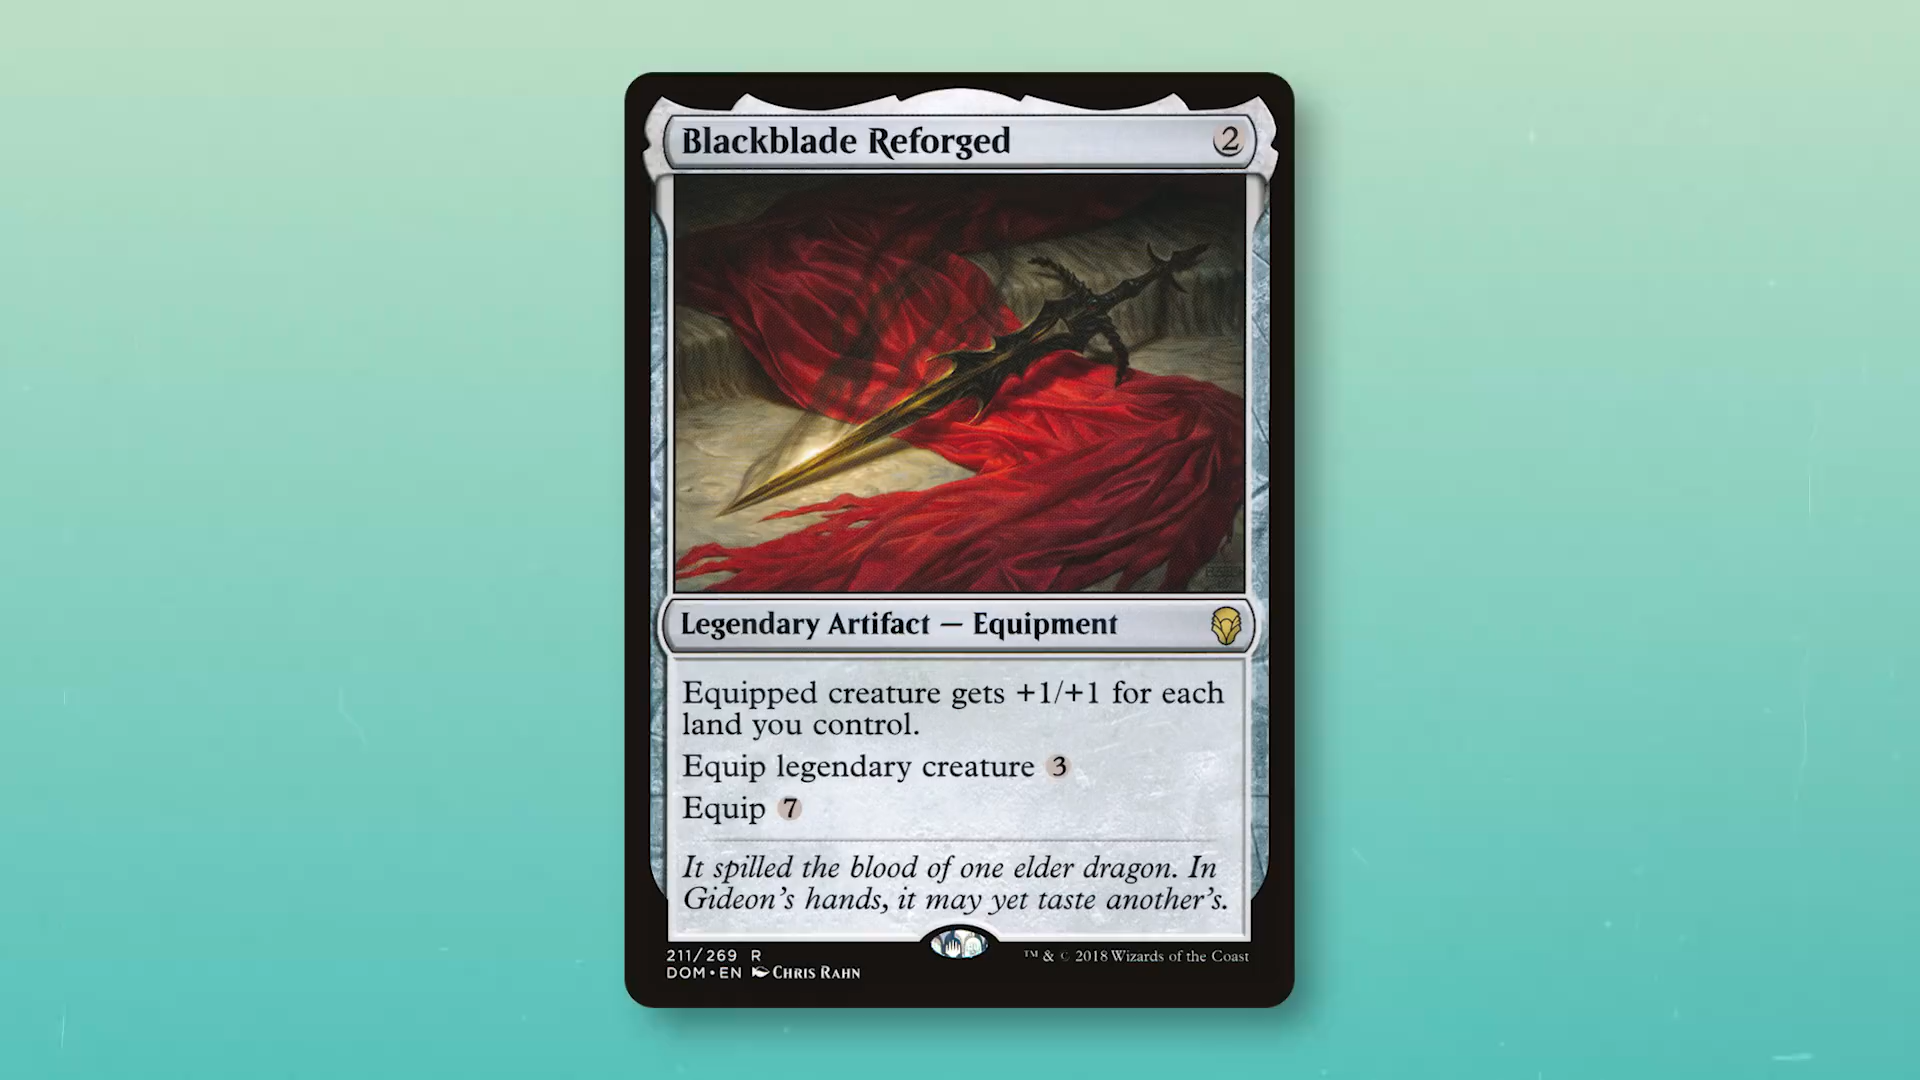 Blackblade Reforged 2
Legendary Artifact — Equipment
Equipped creature gets +1/+1 for each
land you control.
Equip legendary creature 3
Equip 7
It spilled the blood of one elder dragon. In
Gideon's hands, it may yet taste another's.
211/269 R
DOM • EN Chris Rahn
™ & © 2018 Wizards of the Coast